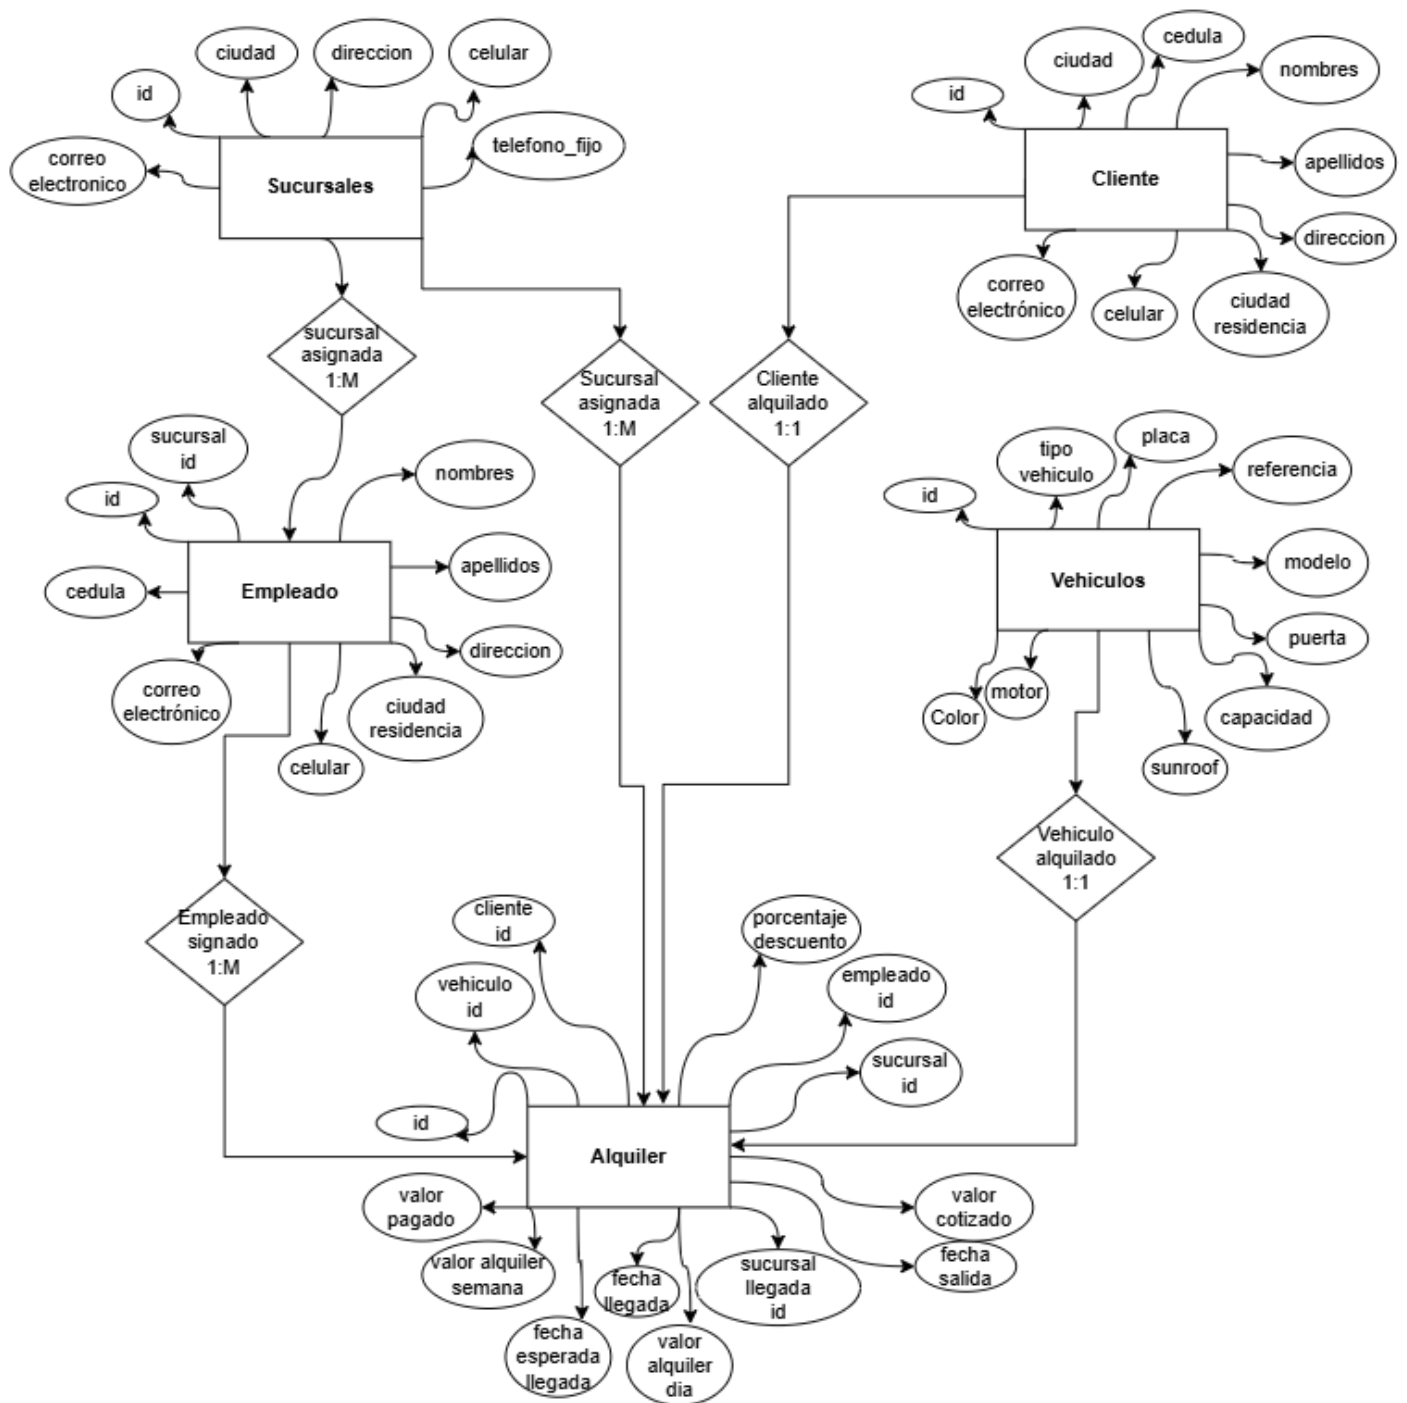 ciudad
direccion
celular
id
correo
electronico
telefono_fijo
Sucursales
cedula
ciudad
nombres
id
apellidos
Cliente
direccion
correo
electrónico
celular
ciudad
residencia
sucursal
asignada
1:M
Sucursal
asignada
1:M
Cliente
alquilado
1:1
sucursal
id
nombres
id
apellidos
cedula
Empleado
direccion
correo
electrónico
ciudad
residencia
celular
tipo
vehiculo
placa
referencia
id
modelo
Vehiculos
puerta
Color
motor
capacidad
sunroof
Vehiculo
alquilado
1:1
Empleado
signado
1:M
cliente
id
porcentaje
descuento
vehiculo
id
empleado
id
sucursal
id
id
Alquiler
valor
pagado
valor
cotizado
valor alquiler
semana
fecha
llegada
sucursal
llegada
id
fecha
salida
fecha
esperada
llegada
valor
alquiler
dia